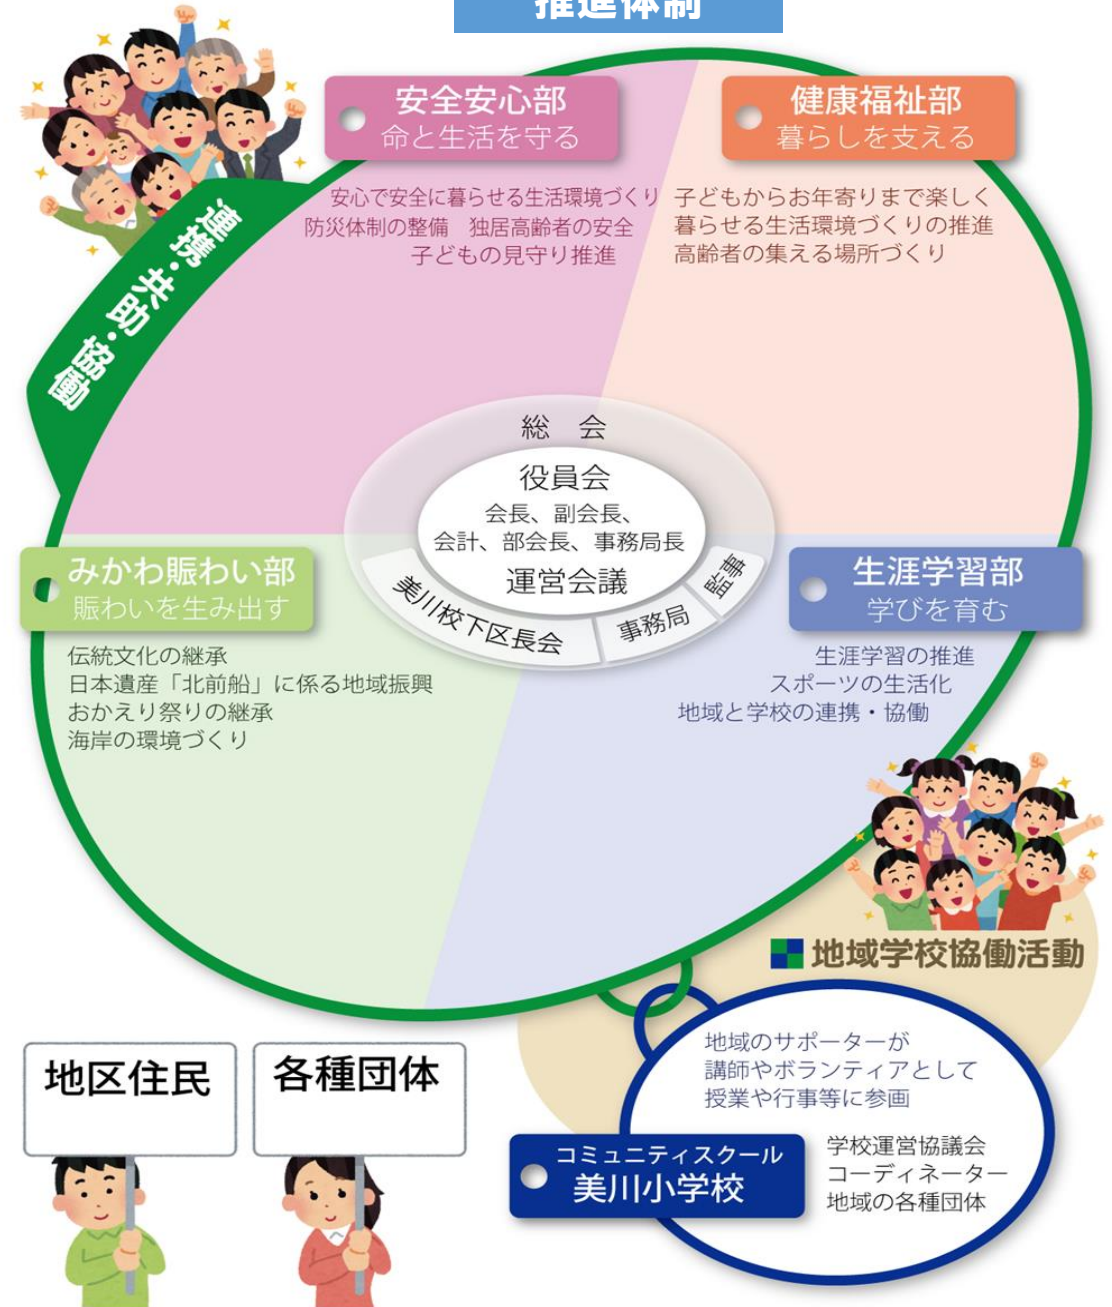 推進体制
安全安心部
命と生活を守る
安心で安全に暮らせる生活環境づくり
防災体制の整備　独居高齢者の安全
子どもの見守り推進
健康福祉部
暮らしを支える
子どもからお年寄りまで楽しく
暮らせる生活環境づくりの推進
高齢者の集える場所づくり
連携・共助・協働
総　会
役員会
会長、副会長、
会計、部会長、事務局長
運営会議
美川校下区長会
事務局
監事
みかわ賑わい部
賑わいを生み出す
伝統文化の継承
日本遺産「北前船」に係る地域振興
おかえり祭りの継承
海岸の環境づくり
生涯学習部
学びを育む
生涯学習の推進
スポーツの生活化
地域と学校の連携・協働
地域学校協働活動
地域のサポーターが
講師やボランティアとして
授業や行事等に参画
コミュニティスクール
美川小学校
学校運営協議会
コーディネーター
地域の各種団体
地区住民
各種団体